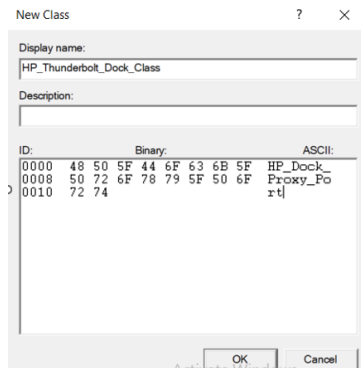 New Class ? ×
Display name:
HP_Thunderbolt_Dock_Class
Description:
ID: Binary: ASCII:
0000 48 50 5F 44 6F 63 6B 5F HP_Dock_
0008 50 72 6F 78 79 5F 50 6F Proxy_Po
0010 72 74 rt
OK Cancel